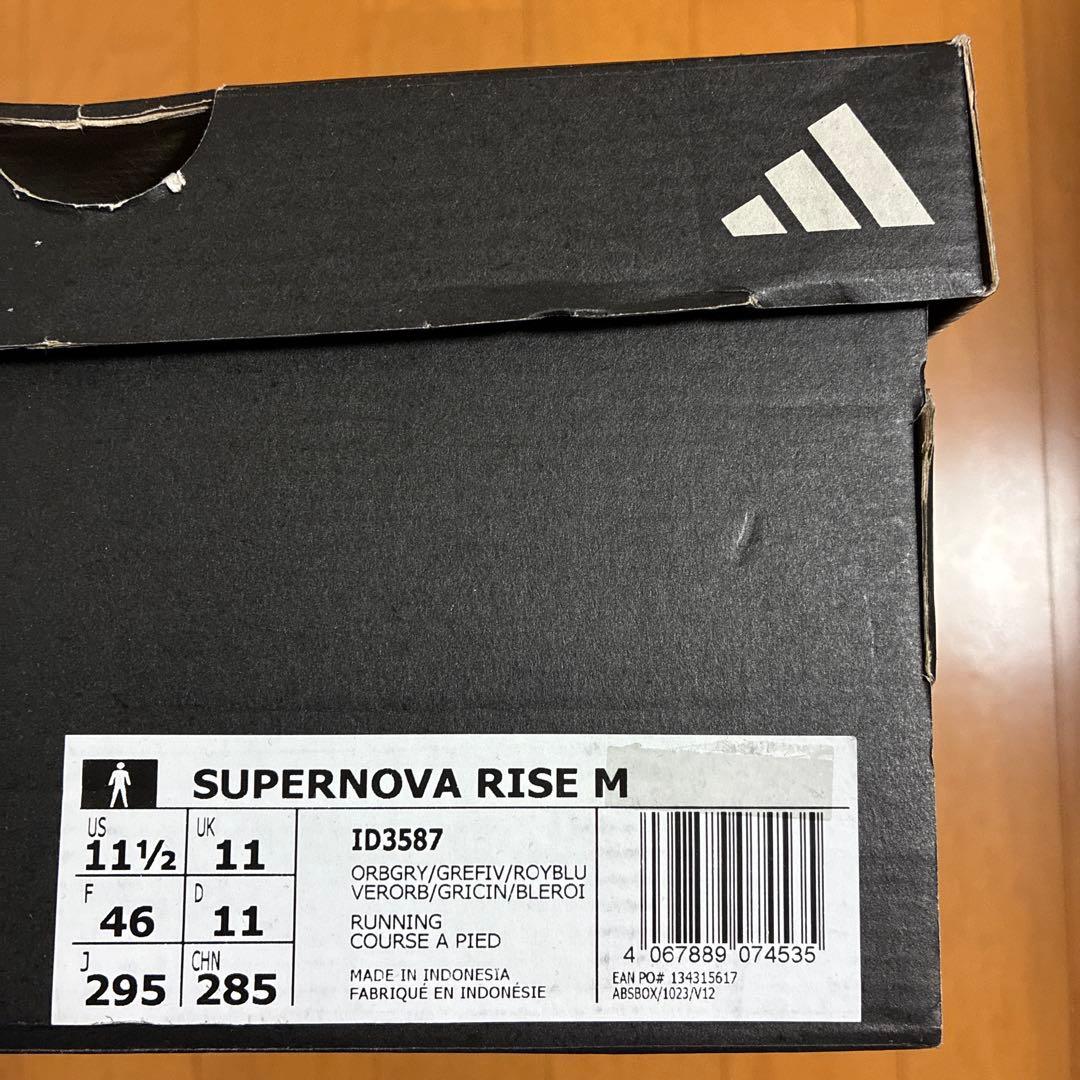 SUPERNOVA RISE M
US
11½
UK
11
F
46
D
11
J
295
CHN
285
ID3587
ORBGRY/GREFIV/ROYBLU
VERORB/GRICIN/BLEROI
RUNNING
COURSE A PIED
MADE IN INDONESIA
FABRIQUÉ EN INDONÉSIE
4 067889 074535
EAN PO# 134315617
ABSBOX/1023/V12